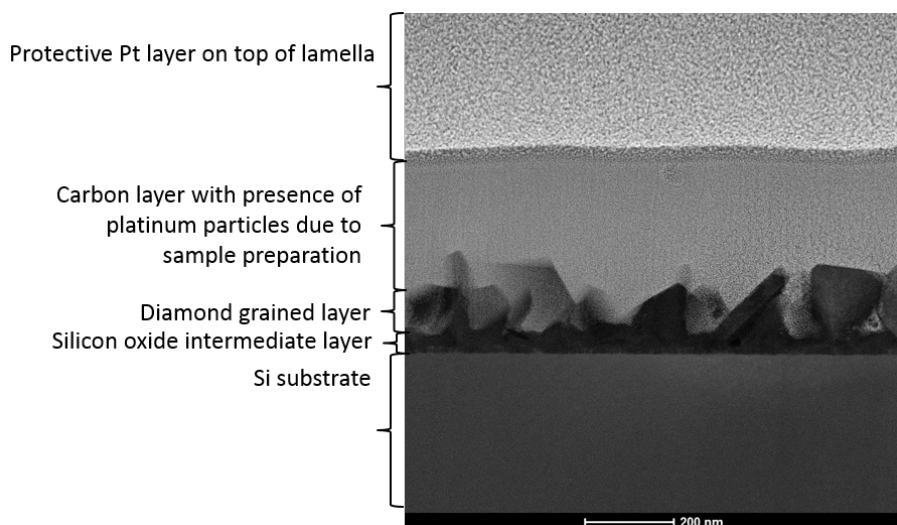 Protective Pt layer on top of lamella
Carbon layer with presence of
platinum particles due to
sample preparation
Diamond grained layer
Silicon oxide intermediate layer
Si substrate
200 nm